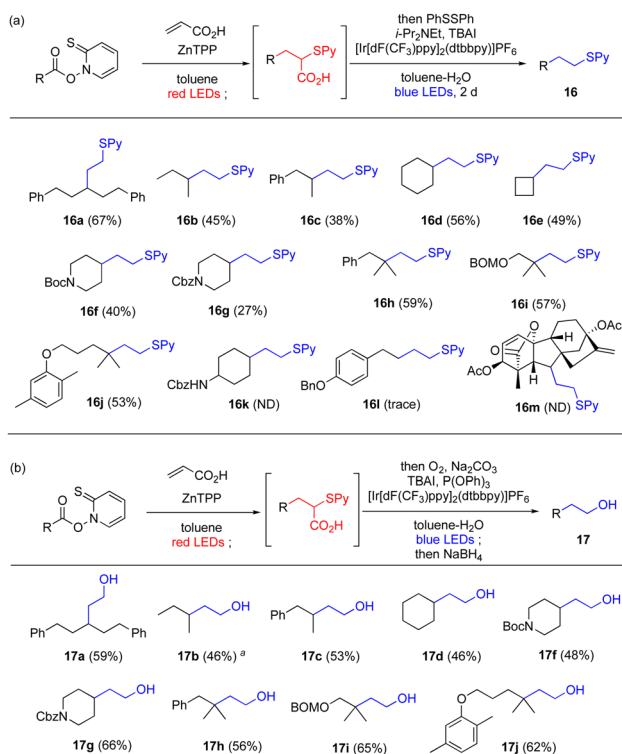 (a)
CO₂H
ZnTPP
toluene
red LEDs ;
S
O
R
O
N
R
SPy
CO₂H
then PhSSPh
i-Pr₂NEt, TBAI
[Ir[dF(CF₃)ppy]₂(dtbbpy)]PF6
toluene-H₂O
blue LEDs, 2 d
R
SPy
16
SPy
Ph
Ph
16a (67%)
SPy
16b (45%)
Ph
SPy
16c (38%)
SPy
16d (56%)
SPy
16e (49%)
BocN
SPy
16f (40%)
CbzN
SPy
16g (27%)
Ph
SPy
16h (59%)
BOMO
SPy
16i (57%)
O
SPy
16j (53%)
CbzHN
SPy
16k (ND)
BnO
SPy
16l (trace)
O
O
H
OAc
AcO
H
SPy
16m (ND)
(b)
CO₂H
ZnTPP
toluene
red LEDs ;
S
O
R
O
N
R
SPy
CO₂H
then O₂, Na₂CO₃
TBAI, P(OPh)₃
[Ir[dF(CF₃)ppy]₂(dtbbpy)]PF6
toluene-H₂O
blue LEDs ;
then NaBH₄
R
OH
17
OH
Ph
Ph
17a (59%)
OH
17b (46%) a
Ph
OH
17c (53%)
OH
17d (46%)
BocN
OH
17f (48%)
CbzN
OH
17g (66%)
Ph
OH
17h (56%)
BOMO
OH
17i (65%)
O
OH
17j (62%)